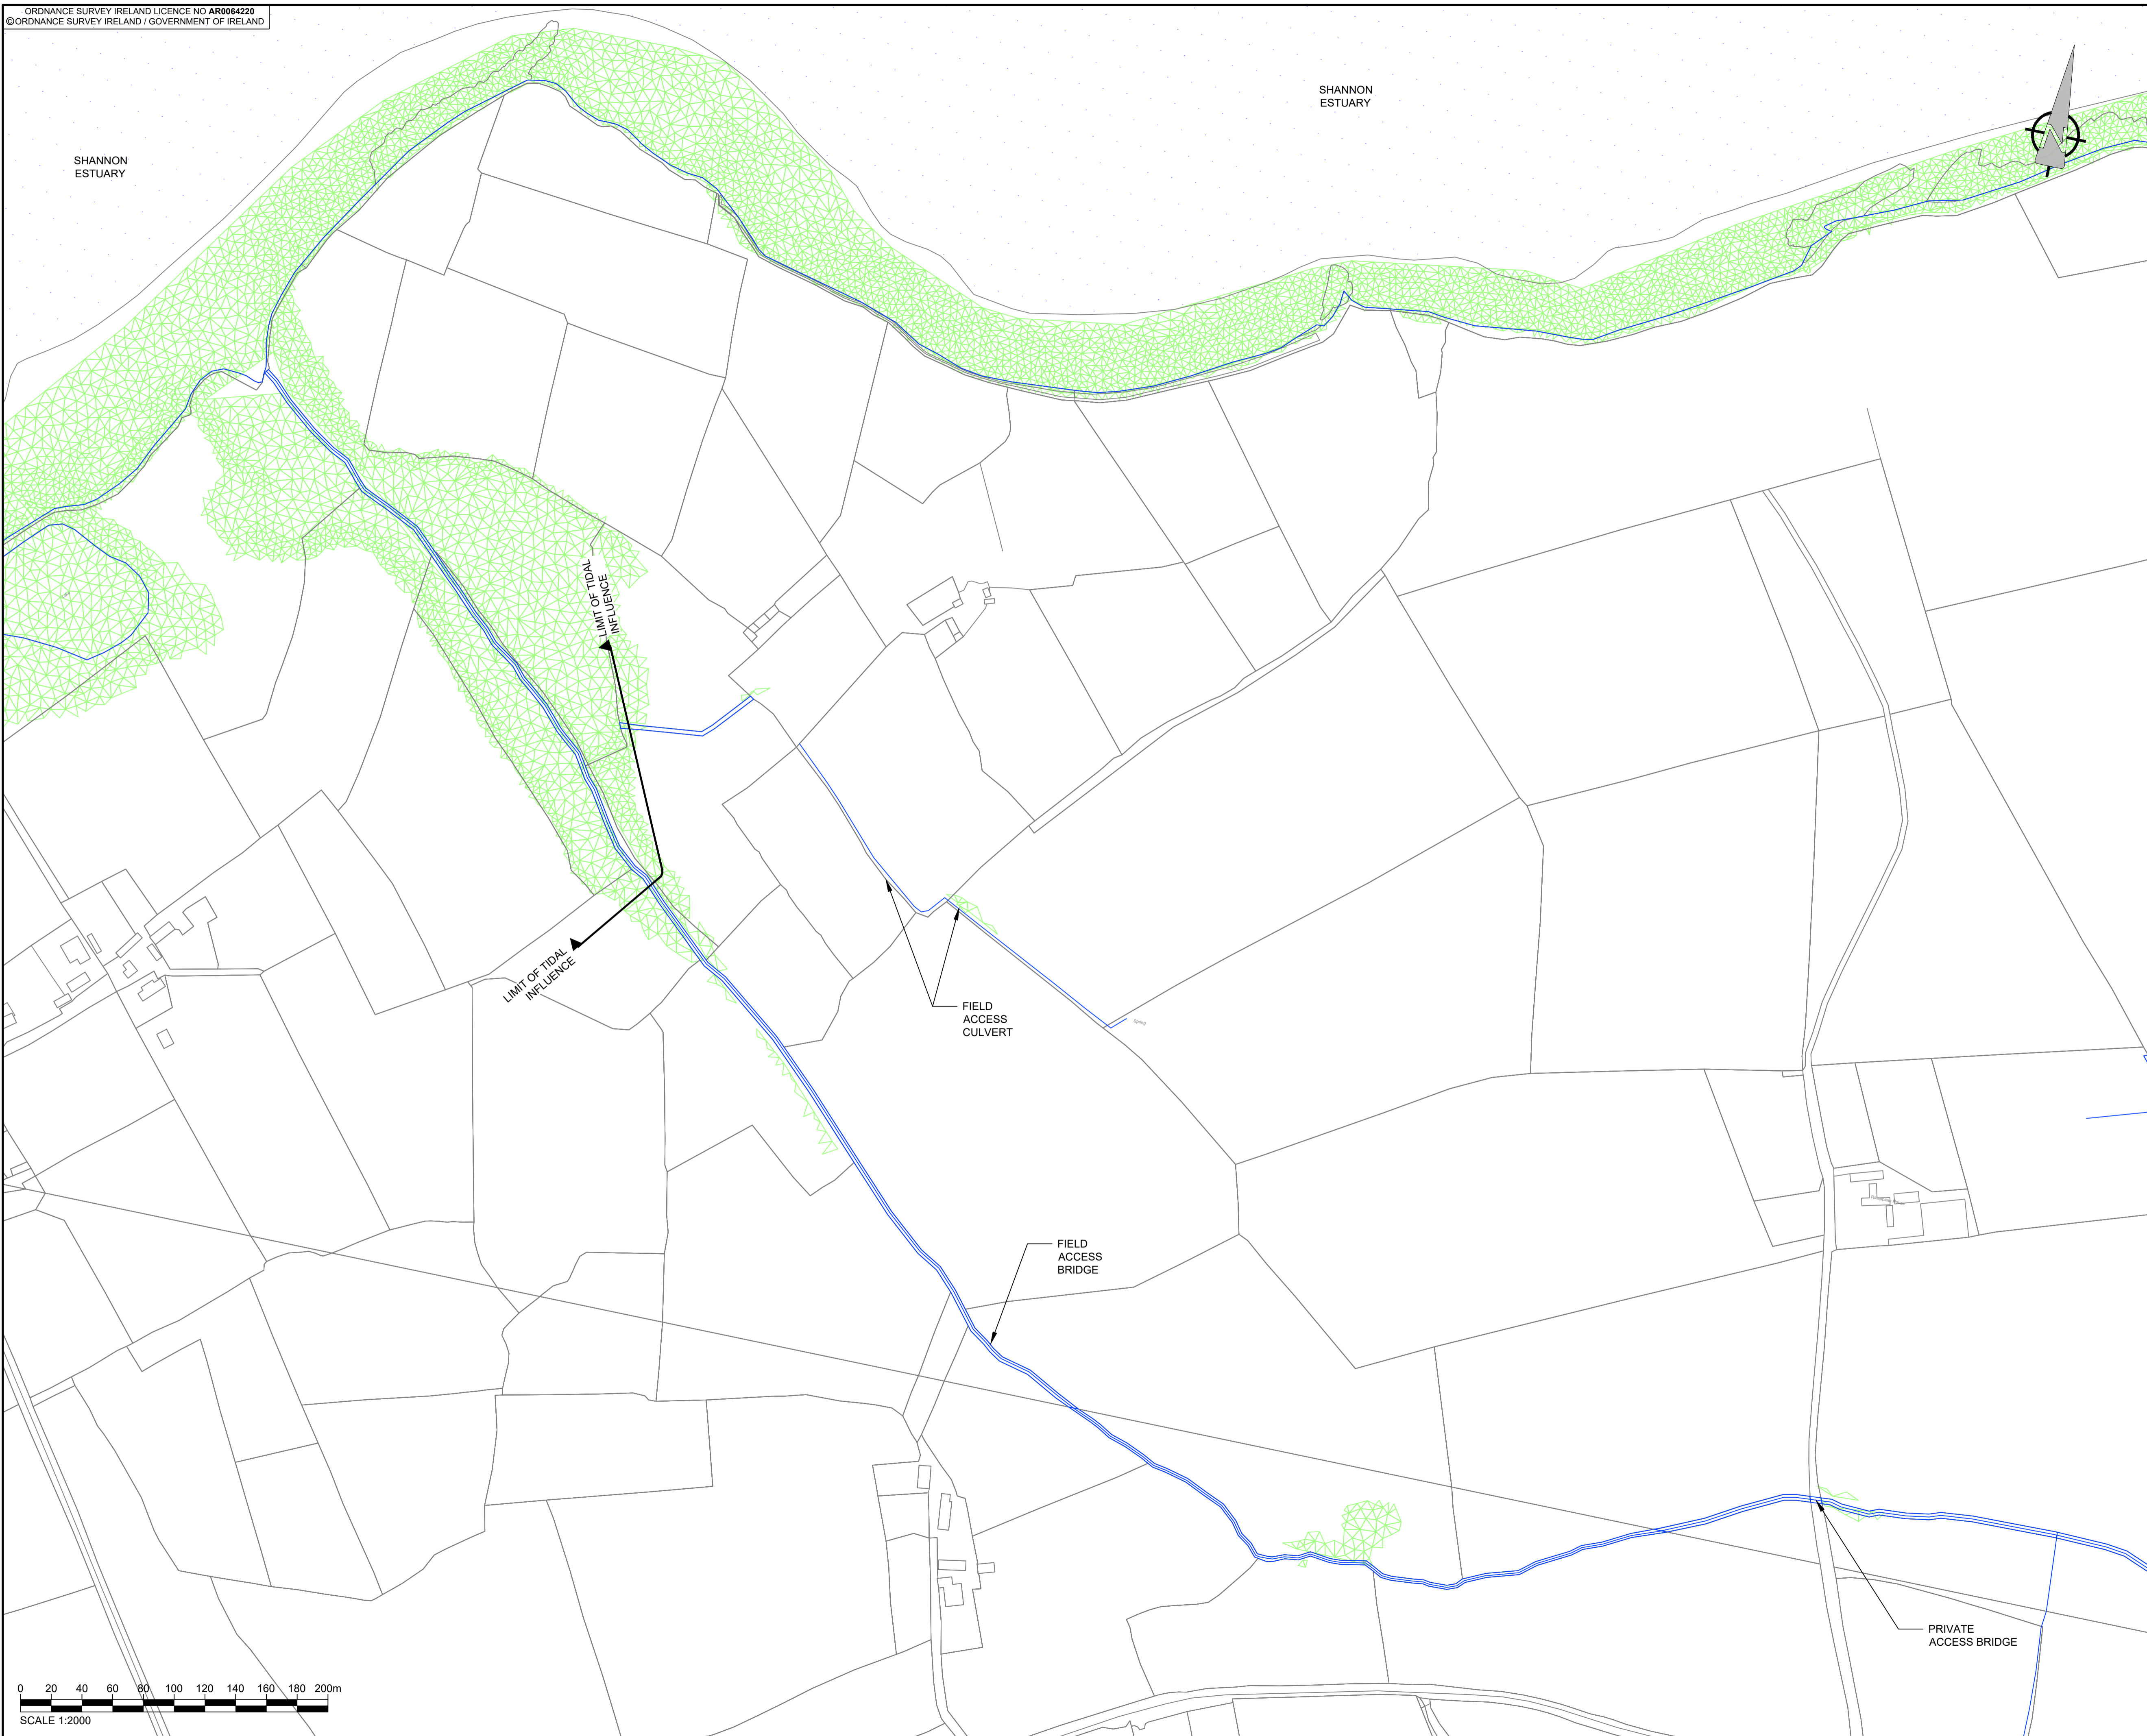 ORDNANCE SURVEY IRELAND LICENCE NO AR0064220
©ORDNANCE SURVEY IRELAND / GOVERNMENT OF IRELAND
SHANNON
ESTUARY
SHANNON
ESTUARY
LIMIT OF TIDAL
INFLUENCE
LIMIT OF TIDAL
INFLUENCE
FIELD
ACCESS
CULVERT
Spring
FIELD
ACCESS
BRIDGE
PRIVATE
ACCESS BRIDGE
0 20 40 60 80 100 120 140 160 180 200m
SCALE 1:2000